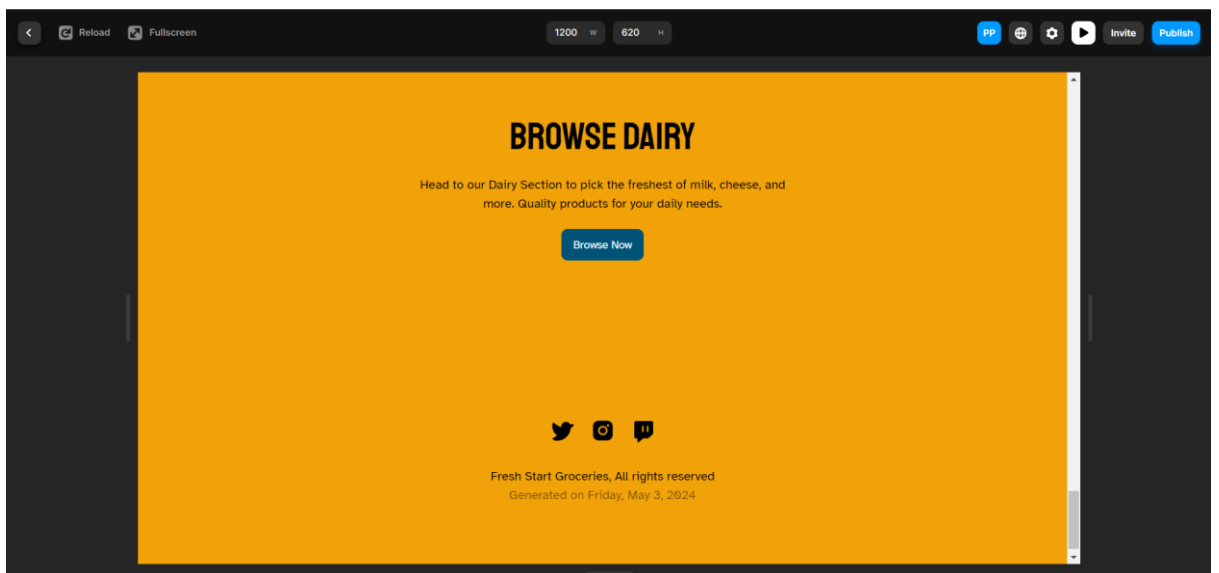 Reload Fullscreen 1200 W 620 H PP Invite Publish
BROWSE DAIRY
Head to our Dairy Section to pick the freshest of milk, cheese, and
more. Quality products for your daily needs.
Browse Now
Fresh Start Groceries, All rights reserved
Generated on Friday, May 3, 2024